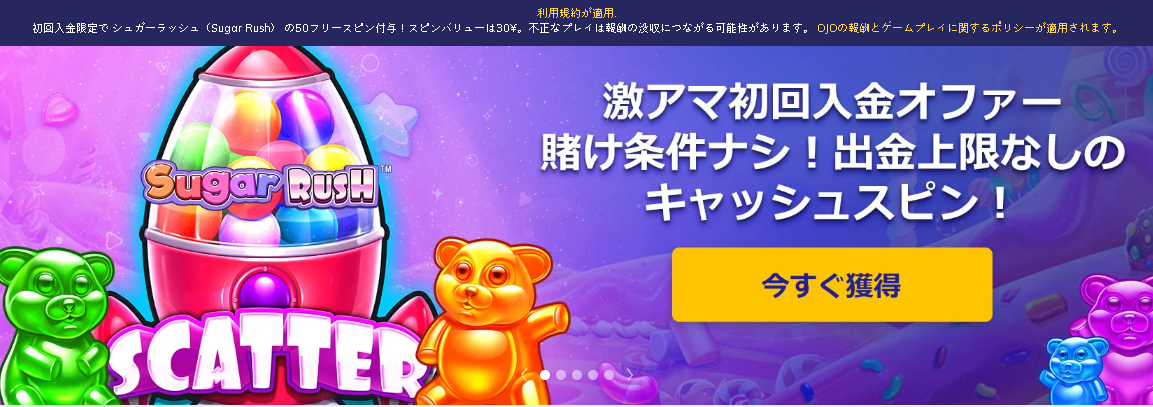 利用規約が適用.
初回入金限定で シュガーラッシュ（Sugar Rush） の50フリースピン付与！スピンバリューは30¥。不正なプレイは報酬の没収につながる可能性があります。 OJOの報酬とゲームプレイに関するポリシーが適用されます。
激アマ初回入金オファー
賭け条件ナシ！出金上限なしの
キャッシュスピン！
Sugar RUSH™
今すぐ獲得
SCATTER